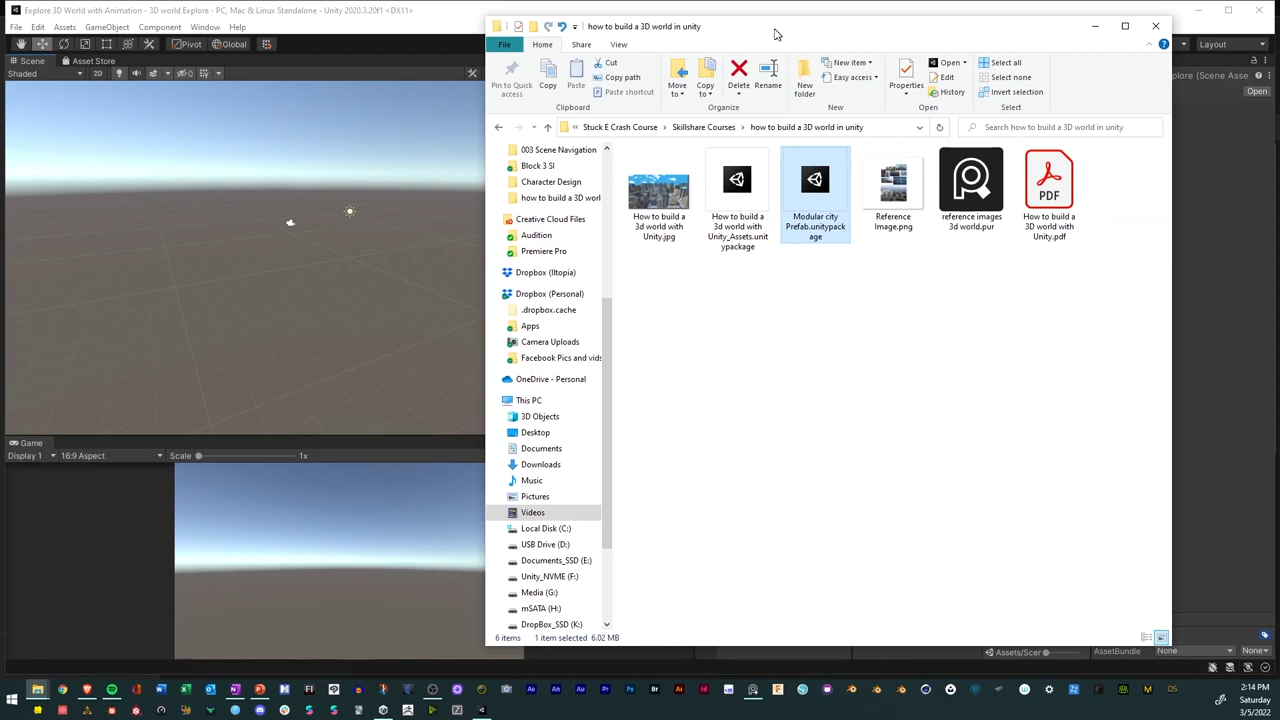 Explore 3D World with Animation - Explore - PC, Mac & Linux Standalone - Unity 2020.3.20f1 <DX11>
File Edit Assets GameObject Component Window Help
Pivot Global
Layout
Scene Asset Store
Shaded 2D
plore (Scene Asse
Open
how to build a 3D world in unity
File Home Share View
Pin to Quick access
Copy
Paste
Cut
Copy path
Paste shortcut
Clipboard
Move to
Copy to
Delete
Rename
Organize
New folder
New item
Easy access
New
Properties
Open
Edit
History
Open
Select all
Select none
Invert selection
Select
« Stuck E Crash Course > Skillshare Courses > how to build a 3D world in unity
Search how to build a 3D world in unity
003 Scene Navigation
Block 3 SI
Character Design
how to build a 3D worl
Creative Cloud Files
Audition
Premiere Pro
Dropbox (IItopia)
Dropbox (Personal)
.dropbox.cache
Apps
Camera Uploads
Facebook Pics and vids
OneDrive - Personal
This PC
3D Objects
Desktop
Documents
Downloads
Music
Pictures
Videos
Local Disk (C:)
USB Drive (D:)
Documents_SSD (E:)
Unity_NVME (F:)
Media (G:)
mSATA (H:)
DropBox_SSD (K:)
How to build a 3d world with Unity.jpg
How to build a 3d world with Unity_Assets.unitypackage
Modular city Prefab.unitypackage
Reference Image.png
reference images 3d world.pur
PDF
How to build a 3D world with Unity.pdf
6 items 1 item selected 6.02 MB
Game
Display 1 16:9 Aspect Scale 1x
Assets/Scer
AssetBundle None None
2:14 PM
Saturday
3/5/2022